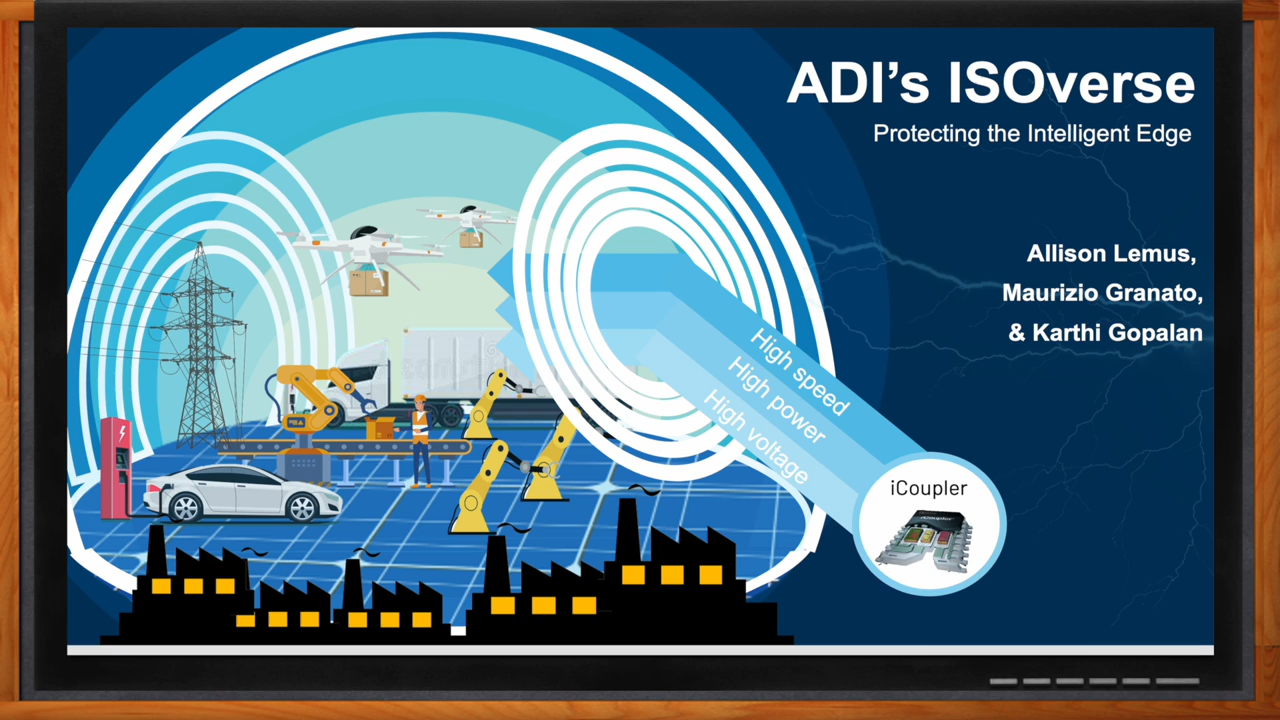 ADI's ISOverse
Protecting the Intelligent Edge
Allison Lemus,
Maurizio Granato,
& Karthi Gopalan
High speed
High power
High voltage
iCoupler